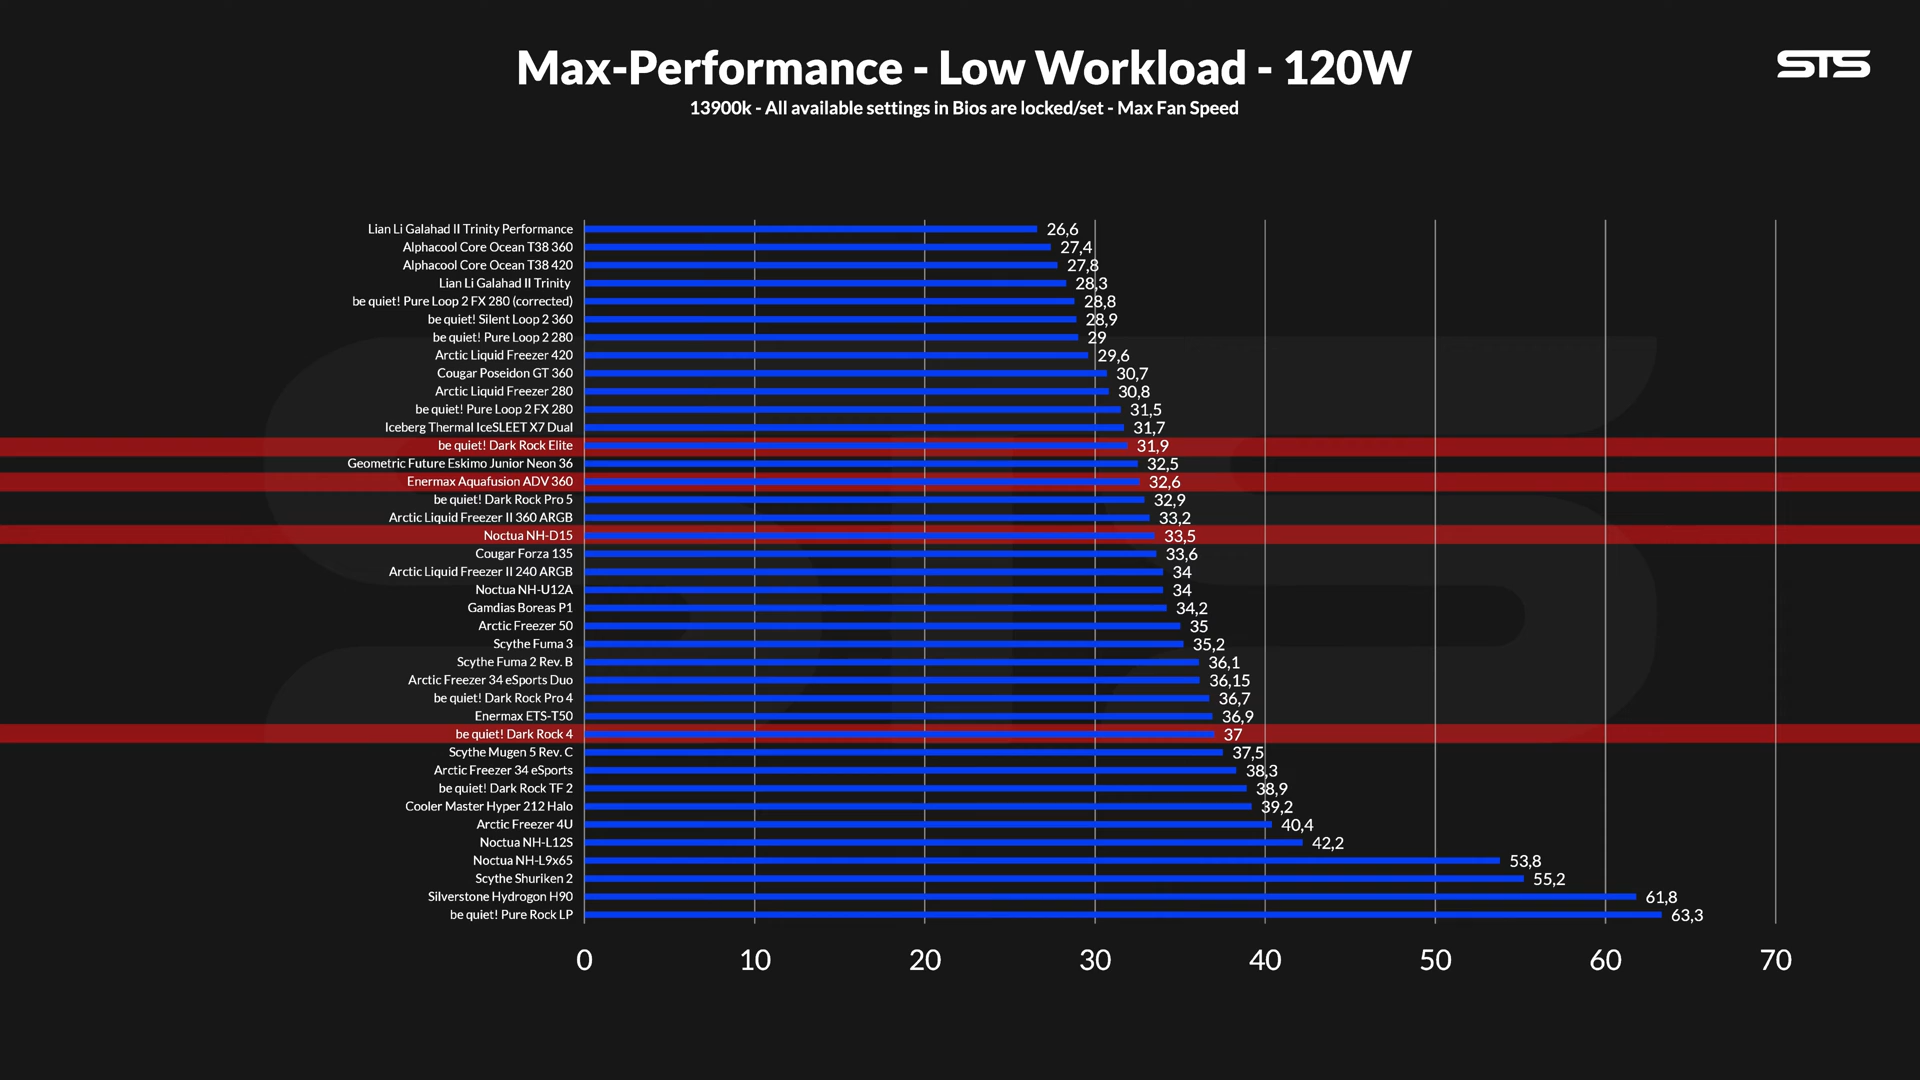 Max-Performance - Low Workload - 120W
STS
13900k - All available settings in Bios are locked/set - Max Fan Speed
Lian Li Galahad II Trinity Performance 26,6
Alphacool Core Ocean T38 360 27,4
Alphacool Core Ocean T38 420 27,8
Lian Li Galahad II Trinity 28,3
be quiet! Pure Loop 2 FX 280 (corrected) 28,8
be quiet! Silent Loop 2 360 28,9
be quiet! Pure Loop 2 280 29
Arctic Liquid Freezer 420 29,6
Cougar Poseidon GT 360 30,7
Arctic Liquid Freezer 280 30,8
be quiet! Pure Loop 2 FX 280 31,5
Iceberg Thermal IceSLEET X7 Dual 31,7
be quiet! Dark Rock Elite 31,9
Geometric Future Eskimo Junior Neon 36 32,5
Enermax Aquafusion ADV 360 32,6
be quiet! Dark Rock Pro 5 32,9
Arctic Liquid Freezer II 360 ARGB 33,2
Noctua NH-D15 33,5
Cougar Forza 135 33,6
Arctic Liquid Freezer II 240 ARGB 34
Noctua NH-U12A 34
Gamdias Boreas P1 34,2
Arctic Freezer 50 35
Scythe Fuma 3 35,2
Scythe Fuma 2 Rev. B 36,1
Arctic Freezer 34 eSports Duo 36,15
be quiet! Dark Rock Pro 4 36,7
Enermax ETS-T50 36,9
be quiet! Dark Rock 4 37
Scythe Mugen 5 Rev. C 37,5
Arctic Freezer 34 eSports 38,3
be quiet! Dark Rock TF 2 38,9
Cooler Master Hyper 212 Halo 39,2
Arctic Freezer 4U 40,4
Noctua NH-L12S 42,2
Noctua NH-L9x65 53,8
Scythe Shuriken 2 55,2
Silverstone Hydrogon H90 61,8
be quiet! Pure Rock LP 63,3
0 10 20 30 40 50 60 70